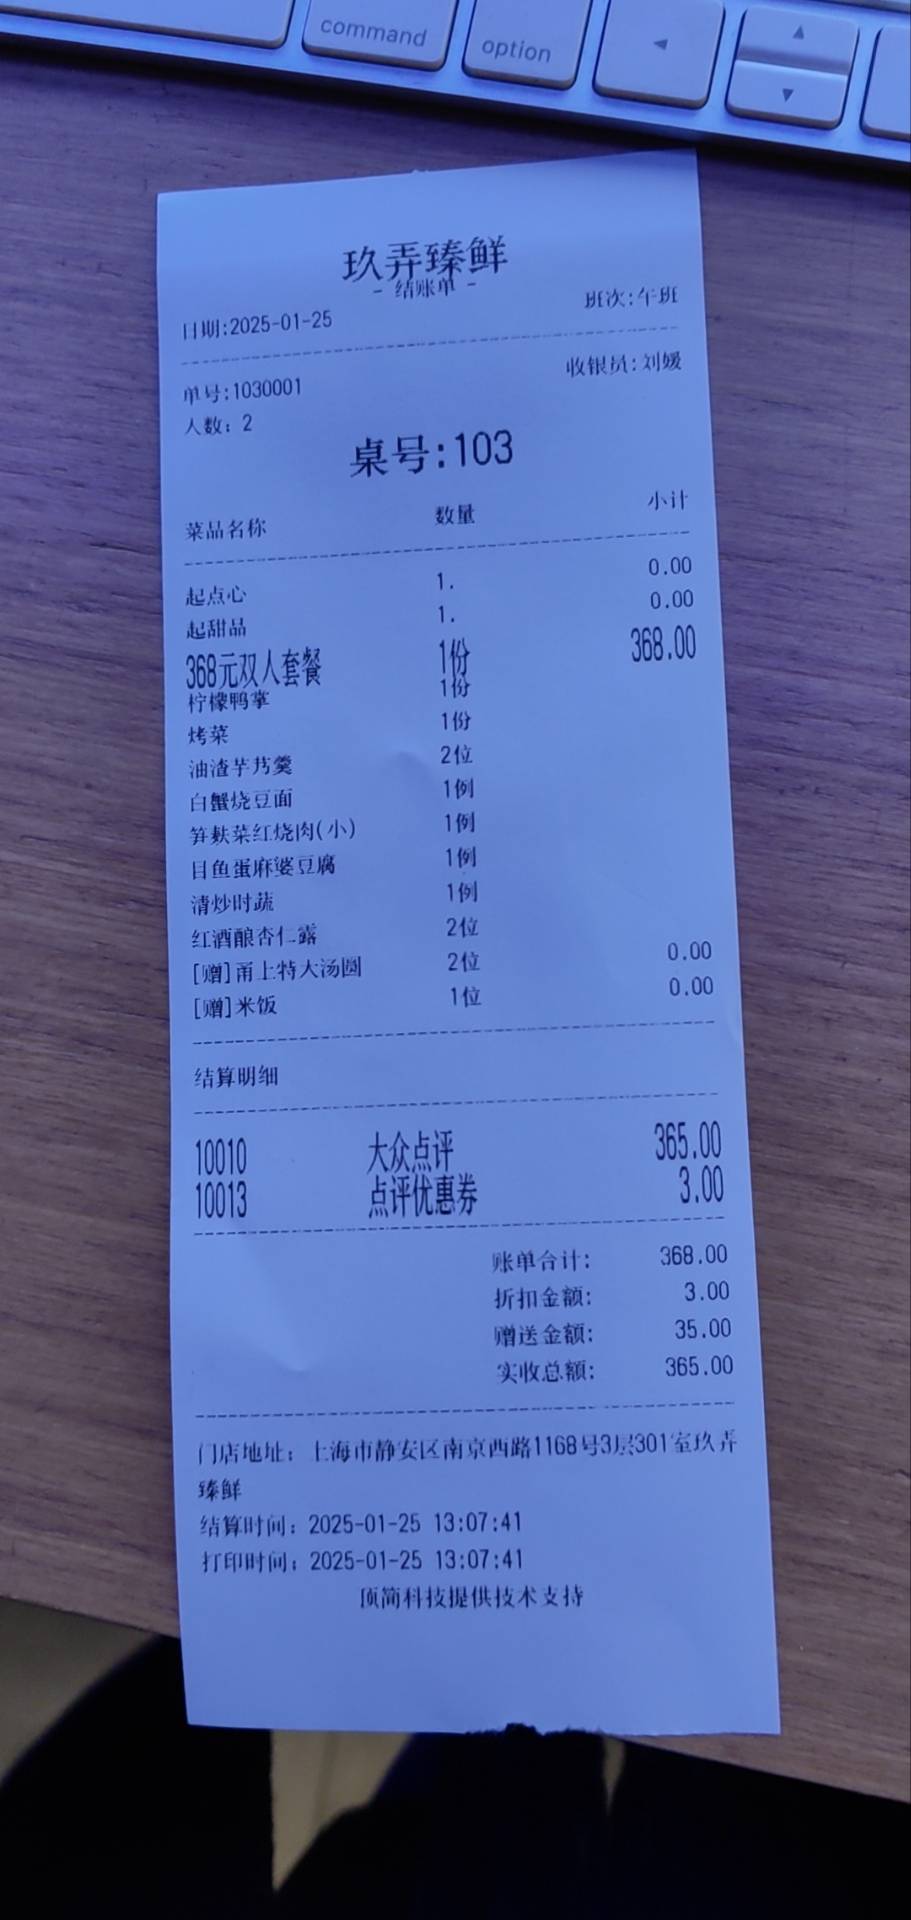 command
option
玖弄臻鲜
- 结账单 -
日期:2025-01-25 班次:午班
单号:1030001 收银员:刘媛
人数: 2
桌号:103
菜品名称 数量 小计
起点心 1. 0.00
起甜品 1. 0.00
368元双人套餐 1份 368.00
柠檬鸭掌 1份
烤菜 1份
油渣芋艿羹 2位
白蟹烧豆面 1例
笋麸菜红烧肉(小) 1例
目鱼蛋麻婆豆腐 1例
清炒时蔬 1例
红酒酿杏仁露 2位
[赠]甬上特大汤圆 2位 0.00
[赠]米饭 1位 0.00
结算明细
10010 大众点评 365.00
10013 点评优惠券 3.00
账单合计: 368.00
折扣金额: 3.00
赠送金额: 35.00
实收总额: 365.00
门店地址: 上海市静安区南京西路1168号3层301室玖弄
臻鲜
结算时间: 2025-01-25 13:07:41
打印时间: 2025-01-25 13:07:41
顶简科技提供技术支持